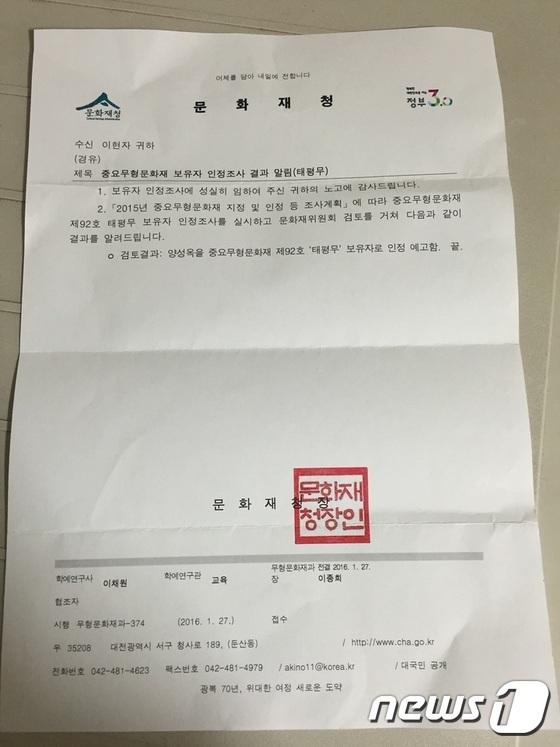 어제를 담아 내일에 전합니다
문화재청
문 화 재 청
정부3.0
수신 이현자 귀하
(경유)
제목 중요무형문화재 보유자 인정조사 결과 알림(태평무)
1. 보유자 인정조사에 성실히 임하여 주신 귀하의 노고에 감사드립니다.
2. 「2015년 중요무형문화재 지정 및 인정 등 조사계획」에 따라 중요무형문화재
제92호 태평무 보유자 인정조사를 실시하고 문화재위원회 검토를 거쳐 다음과 같이
결과를 알려드립니다.
ㅇ 검토결과: 양성옥을 중요무형문화재 제92호 '태평무' 보유자로 인정 예고함. 끝.
문 화 재 청 장
문화재
청장인
학예연구사 이채원 학예연구관 교육 무형문화재과장 전결 2016. 1. 27. 이종희
협조자
시행 무형문화재과-374 (2016. 1. 27.) 접수
우 35208 대전광역시 서구 청사로 189, (둔산동) / http://www.cha.go.kr
전화번호 042-481-4623 팩스번호 042-481-4979 / akino11@korea.kr / 대국민 공개
광복 70년, 위대한 여정 새로운 도약
news1